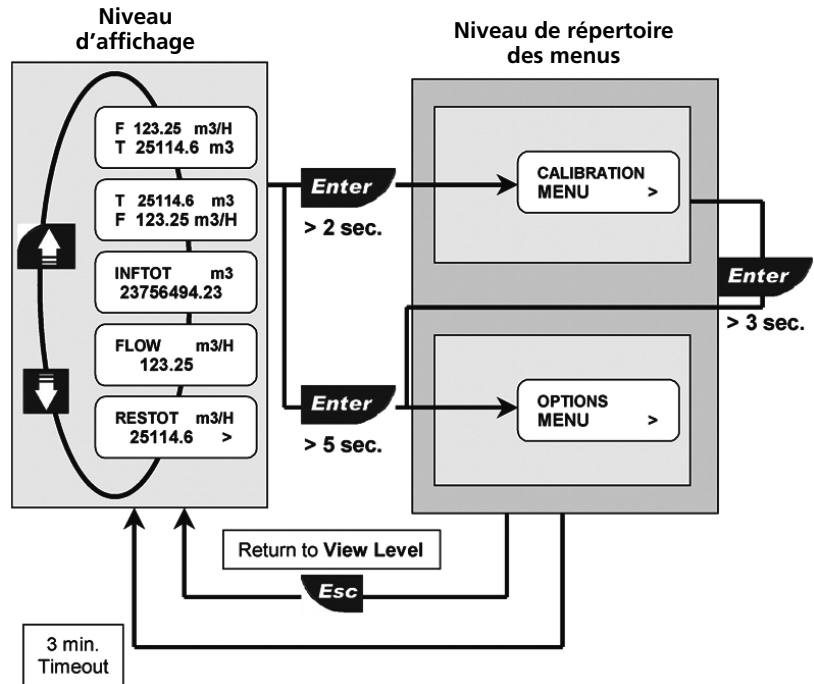 Niveau
d'affichage
Niveau de répertoire
des menus
F 123.25 m3/H
T 25114.6 m3
T 25114.6 m3
F 123.25 m3/H
INFTOT m3
23756494.23
FLOW m3/H
123.25
RESTOT m3/H
25114.6 >
Enter
> 2 sec.
CALIBRATION
MENU >
Enter
> 3 sec.
Enter
> 5 sec.
OPTIONS
MENU >
Return to View Level
Esc
3 min.
Timeout